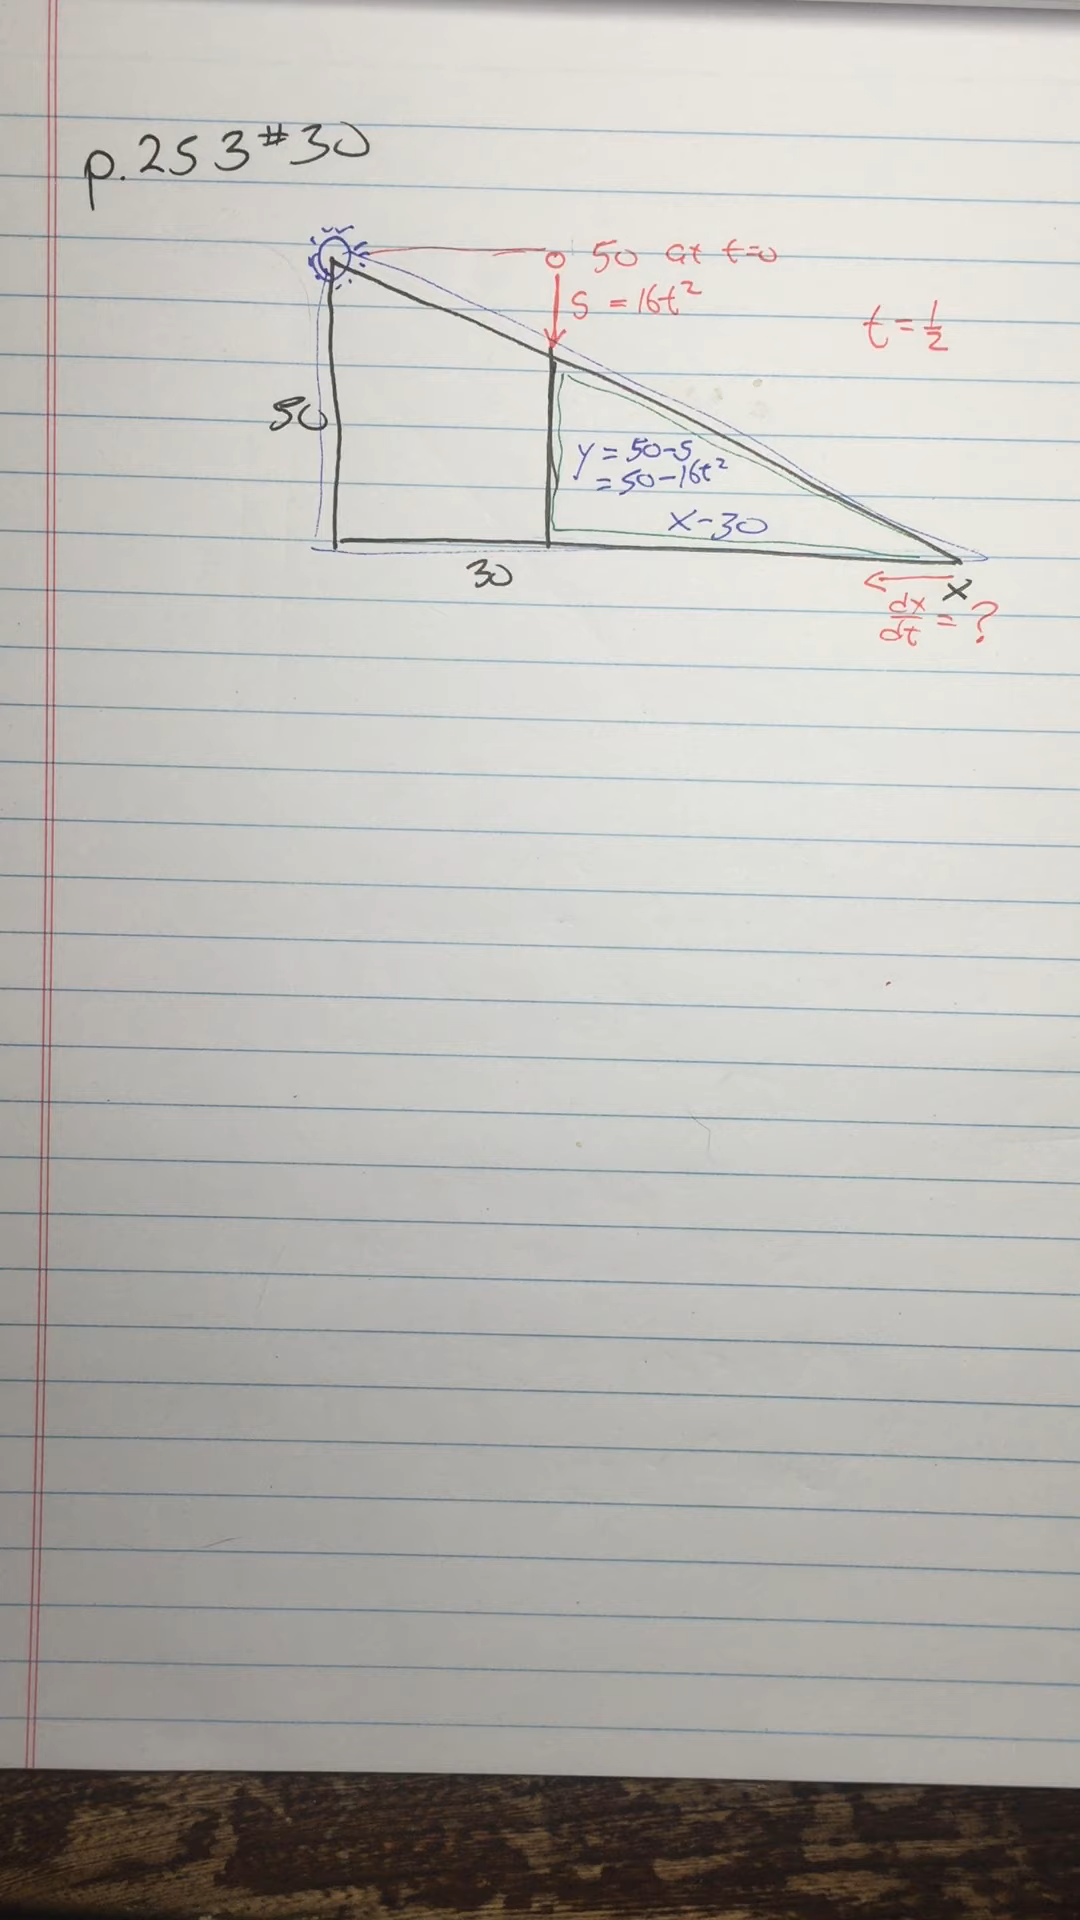 p.253 #30
50 at t=0
S = 16t²
t = 1/2
50
y = 50-S
= 50-16t²
x-30
30
x
dx/dt = ?